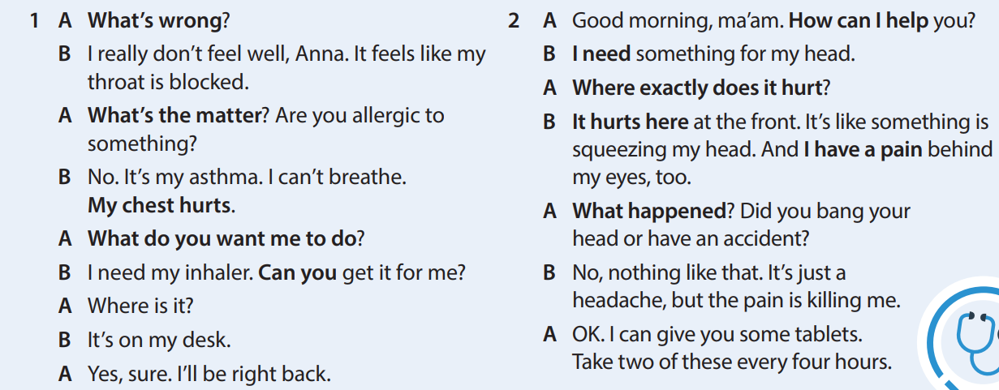 1 A What's wrong?
B I really don't feel well, Anna. It feels like my
throat is blocked.
A What's the matter? Are you allergic to
something?
B No. It's my asthma. I can't breathe.
My chest hurts.
A What do you want me to do?
B I need my inhaler. Can you get it for me?
A Where is it?
B It's on my desk.
A Yes, sure. I'll be right back.
2 A Good morning, ma'am. How can I help you?
B I need something for my head.
A Where exactly does it hurt?
B It hurts here at the front. It's like something is
squeezing my head. And I have a pain behind
my eyes, too.
A What happened? Did you bang your
head or have an accident?
B No, nothing like that. It's just a
headache, but the pain is killing me.
A OK. I can give you some tablets.
Take two of these every four hours.